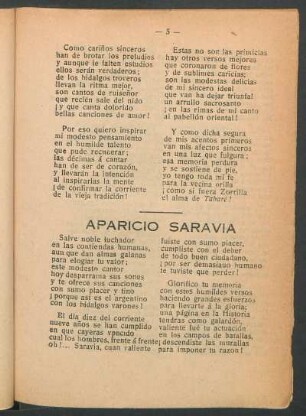 — 5 —
Como cariños sinceros
han de brotar los preludios
y aunque le falten estudios
ellos serán verdaderos;
de los hidalgos troveros
llevan la ritma mejor,
son cantos de ruiseñor
que recién sale del nido
¡y que canta dolorido
bellas canciones de amor!
Por eso quiero inspirar
mi modesto pensamiento
en el humilde talento
que pude recuperar;
las décimas á cantar
han de ser de corazón,
y llevarán la intención
al inspirarlas la mente
¡de confirmar la corriente
de la vieja tradición!
Estas no son las primicias
hay otros versos mejores
que coronaron de flores
y de sublimes caricias;
son las modestas delicias
de mi sincero ideal!
que van ha dejar triunfal
un arrullo sacrosanto
¡en las rimas de mi canto
al pabellón oriental!
Y como dicha segura
de mis acentos primeros
van mis afectos sinceros
en una luz que fulgura;
esa memoria perdura
y se sostiene de pie,
yo tengo toda mi fe
para la vecina orilla
¡como si fuera Zorrilla
el alma de Tabaré!
APARICIO SARAVIA
Salve noble luchador
en las contiendas humanas,
aun que dan almas galanas
para elogiar tu valor;
este modesto cantor
hoy desparrama sus sones
y te ofrece sus canciones
con sumo placer y tino
¡porque así es el argentino
con los hidalgos varones!
El día diez del corriente
nueve años se han cumplido
en que cayeras vencido
cual los hombres, frente á frente;
oh!... Saravia, cuan valiente
fuiste con sumo placer,
cumpliste con el deber
de todo buen ciudadano,
¡por ser demasiao humano
te tuviste que perder!
Glorifico tu memoria
con estos humildes versos
haciendo grandes esfuerzos,
para llevarte á la gloria;
una página en la historia
tendrás como galardón,
valiente fué tu actuación
en los campos de batallas,
¡descendiste las murallas
para imponer tu razón!